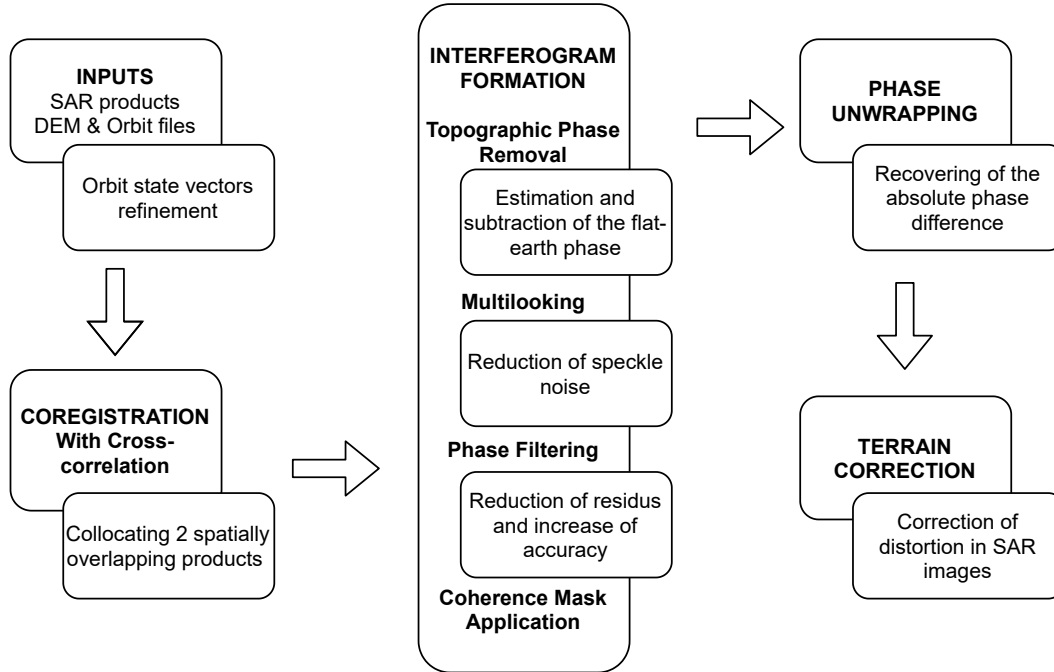 INPUTS
SAR products
DEM & Orbit files
Orbit state vectors
refinement
COREGISTRATION
With Cross-
correlation
Collocating 2 spatially
overlapping products
INTERFEROGRAM
FORMATION
Topographic Phase
Removal
Estimation and
subtraction of the flat-
earth phase
Multilooking
Reduction of speckle
noise
Phase Filtering
Reduction of residus
and increase of
accuracy
Coherence Mask
Application
PHASE
UNWRAPPING
Recovering of the
absolute phase
difference
TERRAIN
CORRECTION
Correction of
distortion in SAR
images